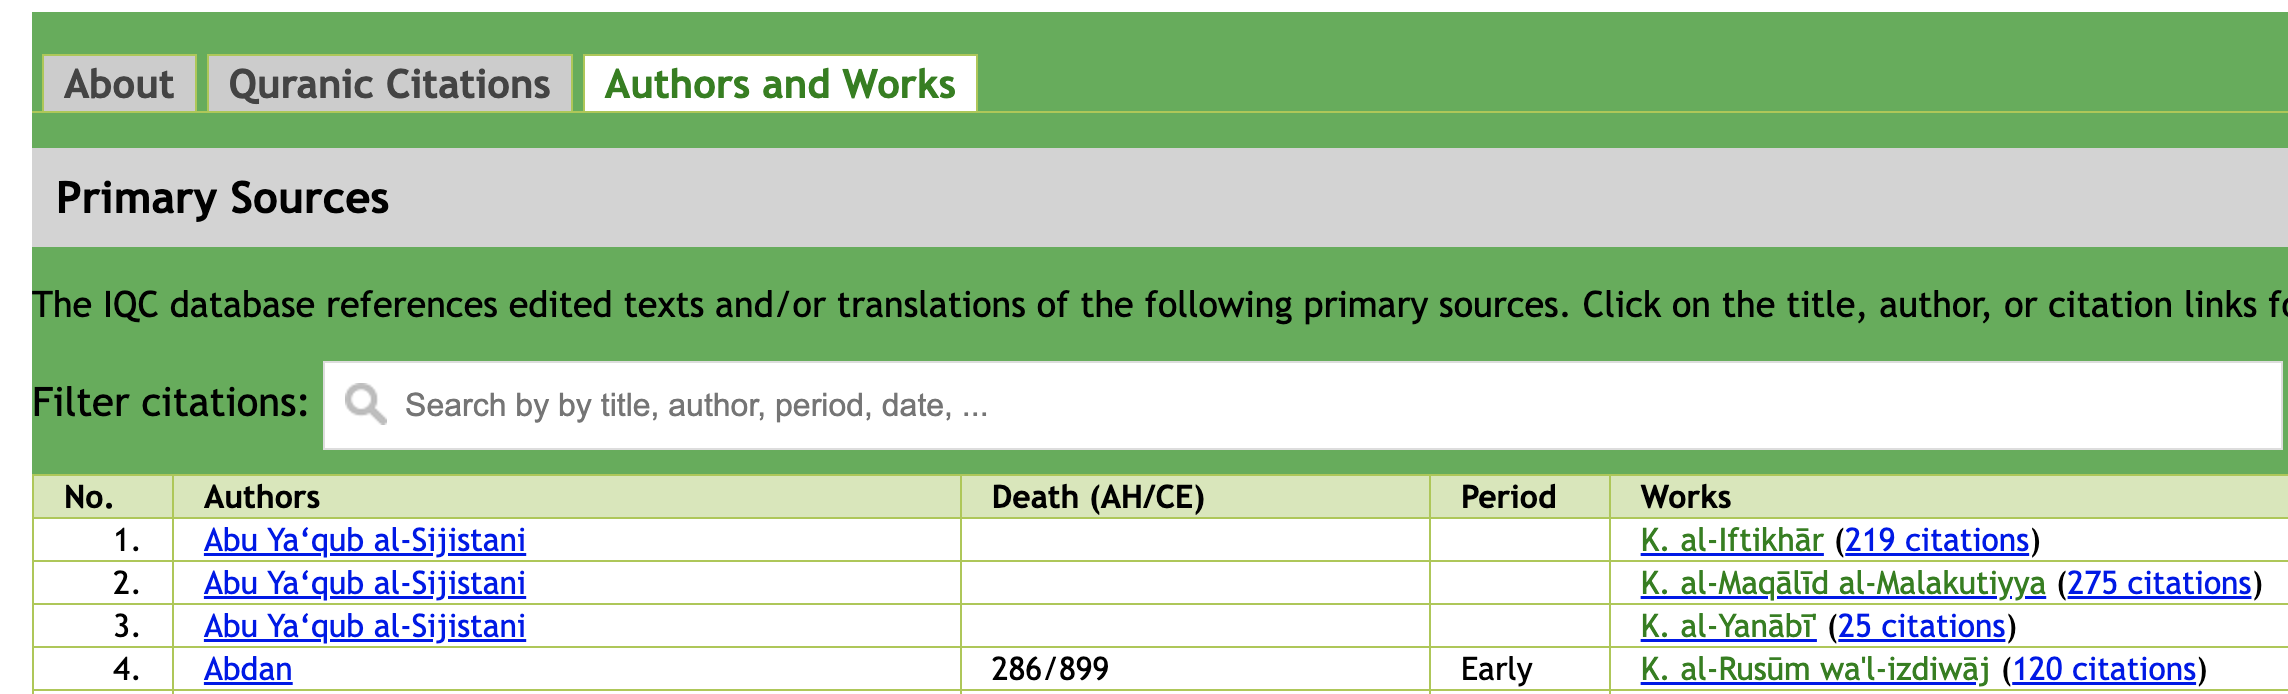 About Quranic Citations Authors and Works
Primary Sources
The IQC database references edited texts and/or translations of the following primary sources. Click on the title, author, or citation links
Filter citations: Search by by title, author, period, date, ...
No. Authors Death (AH/CE) Period Works
1. Abu Ya‘qub al-Sijistani K. al-Iftikhār (219 citations)
2. Abu Ya‘qub al-Sijistani K. al-Maqālīd al-Malakutiyya (275 citations)
3. Abu Ya‘qub al-Sijistani K. al-Yanābī' (25 citations)
4. Abdan 286/899 Early K. al-Rusūm wa'l-izdiwāj (120 citations)